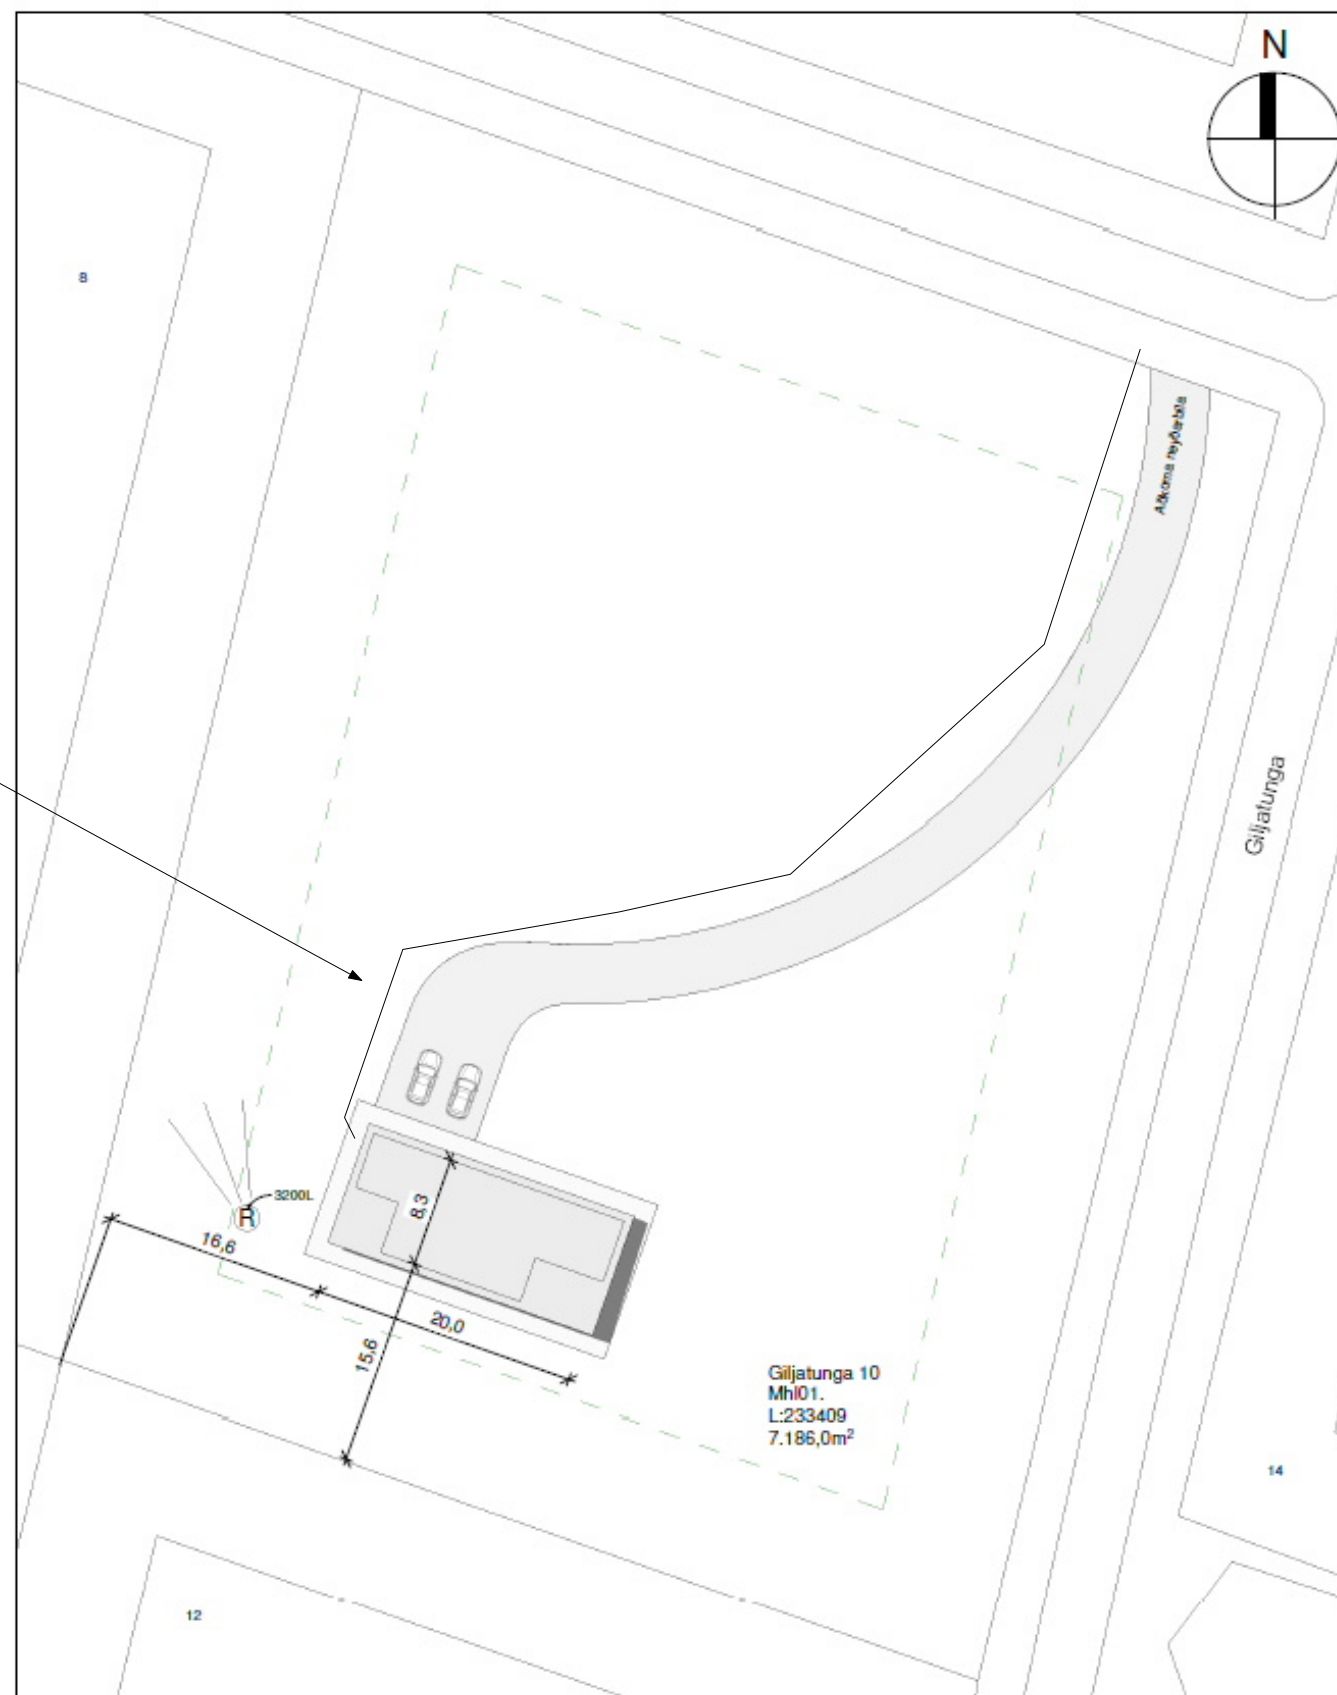 N
8
Aðkoma neyðarbíla
Giljatunga
3200L
R
8,3
16,6
20,0
15,6
Giljatunga 10
Mhl01.
L:233409
7.186,0m²
14
12